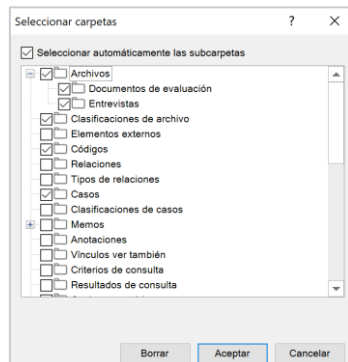 Seleccionar carpetas ? ×
Seleccionar automáticamente las subcarpetas
Archivos
Documentos de evaluación
Entrevistas
Clasificaciones de archivo
Elementos externos
Códigos
Relaciones
Tipos de relaciones
Casos
Clasificaciones de casos
Memos
Anotaciones
Vínculos ver también
Criterios de consulta
Resultados de consulta
Borrar Aceptar Cancelar